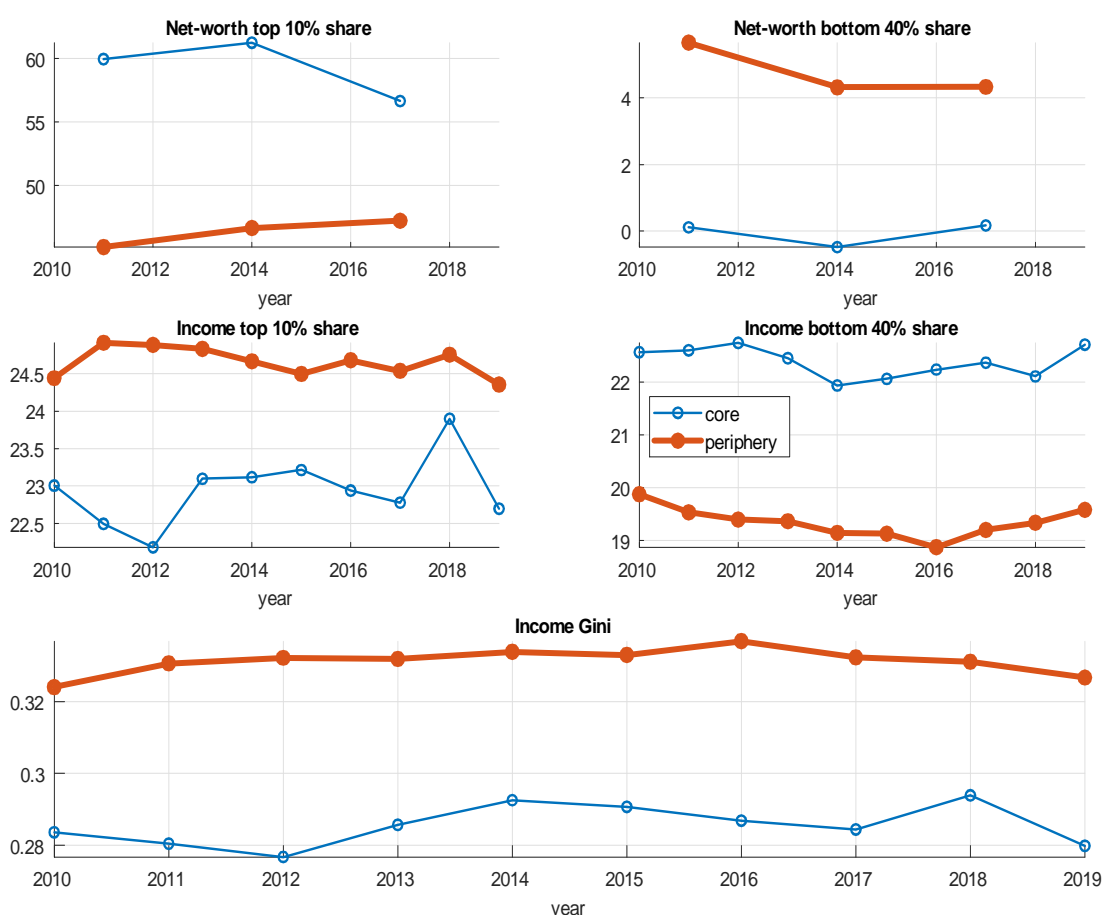 Net-worth top 10% share
Net-worth bottom 40% share
60
55
50
4
2
0
2010 2012 2014 2016 2018
2010 2012 2014 2016 2018
year
year
Income top 10% share
Income bottom 40% share
24.5
24
23.5
23
22.5
22
21
20
19
core
periphery
2010 2012 2014 2016 2018
2010 2012 2014 2016 2018
year
year
Income Gini
0.32
0.3
0.28
2010 2011 2012 2013 2014 2015 2016 2017 2018 2019
year